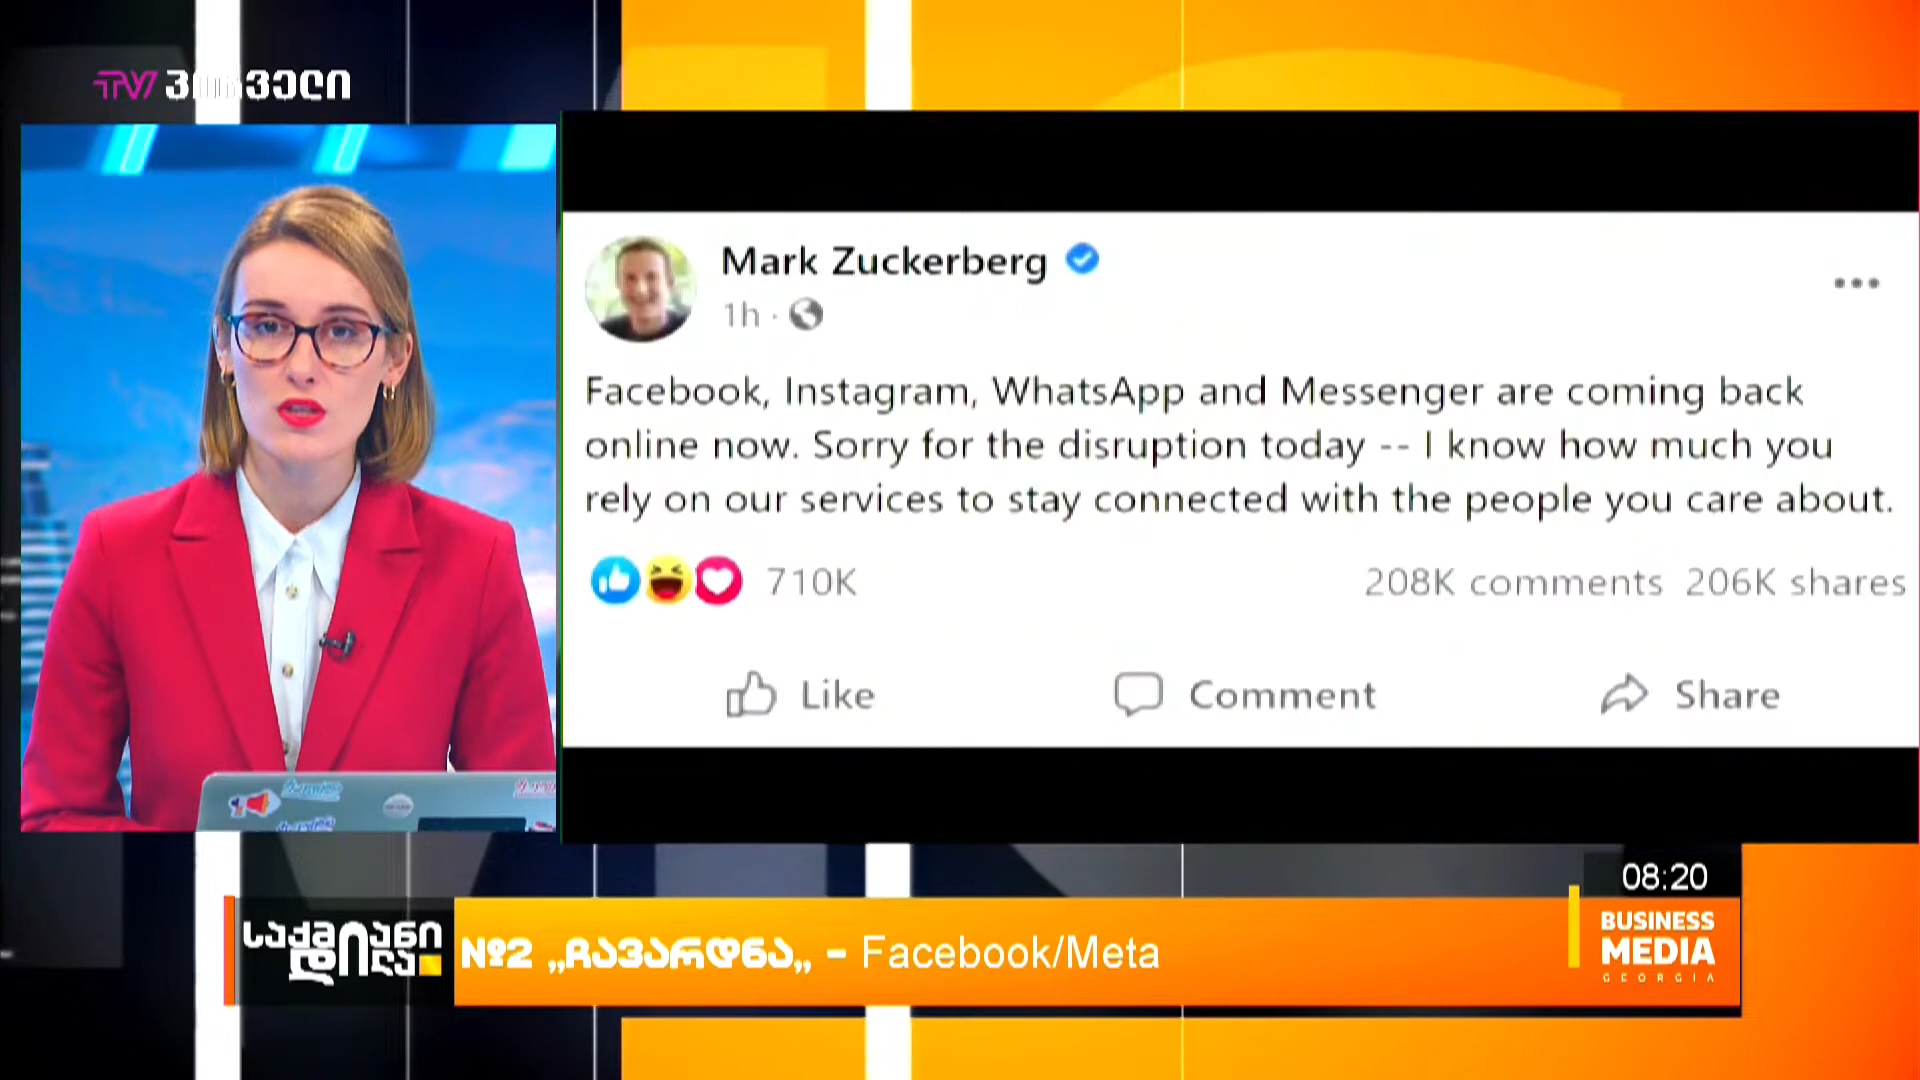 TV პირველი
Mark Zuckerberg
1h ·
Facebook, Instagram, WhatsApp and Messenger are coming back
online now. Sorry for the disruption today -- I know how much you
rely on our services to stay connected with the people you care about.
710K
208K comments 206K shares
Like
Comment
Share
08:20
საქმიანი
დილა
№2 „ჩავარდნა„ - Facebook/Meta
BUSINESS
MEDIA
GEORGIA